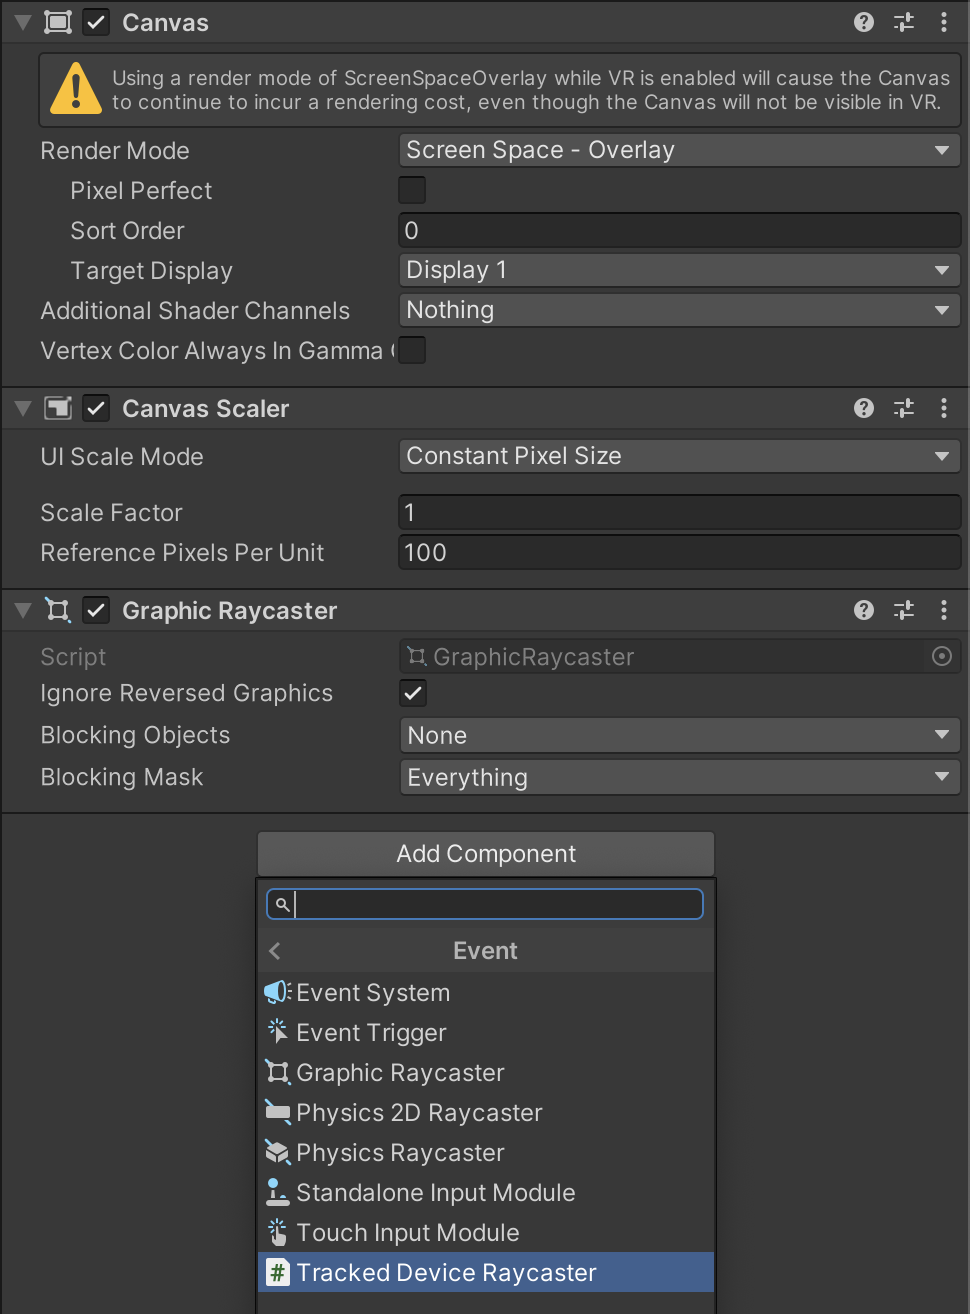 Canvas
Using a render mode of ScreenSpaceOverlay while VR is enabled will cause the Canvas
to continue to incur a rendering cost, even though the Canvas will not be visible in VR.
Render Mode Screen Space - Overlay
Pixel Perfect
Sort Order 0
Target Display Display 1
Additional Shader Channels Nothing
Vertex Color Always In Gamma
Canvas Scaler
UI Scale Mode Constant Pixel Size
Scale Factor 1
Reference Pixels Per Unit 100
Graphic Raycaster
Script GraphicRaycaster
Ignore Reversed Graphics
Blocking Objects None
Blocking Mask Everything
Add Component
Event
Event System
Event Trigger
Graphic Raycaster
Physics 2D Raycaster
Physics Raycaster
Standalone Input Module
Touch Input Module
# Tracked Device Raycaster